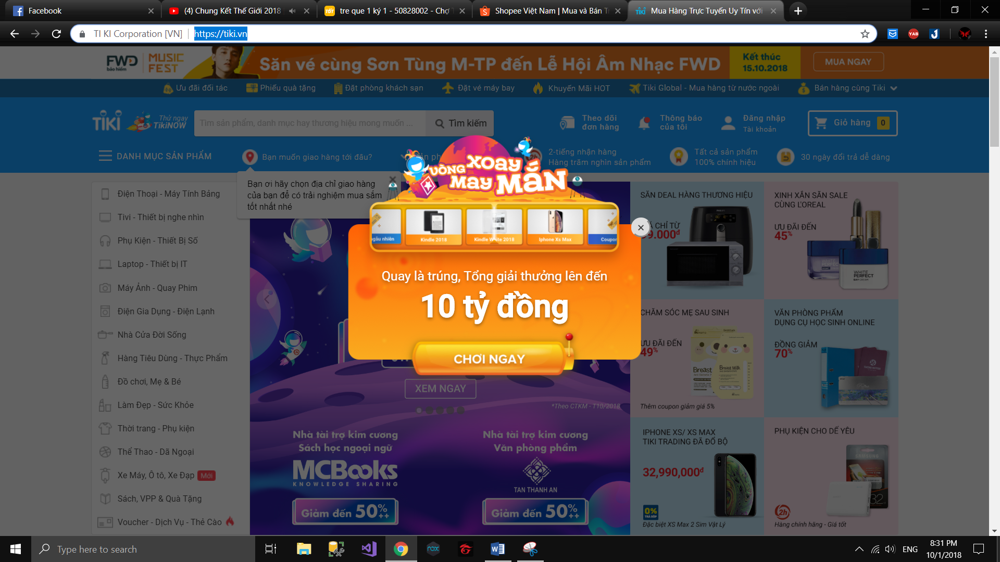 Facebook
(4) Chung Kết Thế Giới 2018
tre que 1 ký 1 - 50828002 - Chợ T
Shopee Việt Nam | Mua và Bán Tr
Mua Hàng Trực Tuyến Uy Tín với
TI KI Corporation [VN]
https://tiki.vn
YAB
FWD
bảo hiểm
MUSIC
FEST
Săn vé cùng Sơn Tùng M-TP đến Lễ Hội Âm Nhạc FWD
Kết thúc
15.10.2018
MUA NGAY
Ưu đãi đối tác
Phiếu quà tặng
Đặt phòng khách sạn
Đặt vé máy bay
Khuyến Mãi HOT
Tiki Global - Mua hàng từ nước ngoài
Bán hàng cùng Tiki
TIKI
Thử ngay
TikiNOW
Tìm sản phẩm, danh mục hay thương hiệu mong muốn ...
Tìm kiếm
Theo dõi
đơn hàng
Thông báo
của tôi
Đăng nhập
Tài khoản
Giỏ hàng
0
DANH MỤC SẢN PHẨM
Bạn muốn giao hàng tới đâu?
2-tiếng nhận hàng
Hàng trăm nghìn sản phẩm
Tất cả sản phẩm
100% chính hiệu
30 ngày đổi trả dễ dàng
Bạn ơi hãy chọn địa chỉ giao hàng
của bạn để có trải nghiệm mua sắm
tốt nhất nhé
Điện Thoại - Máy Tính Bảng
Tivi - Thiết bị nghe nhìn
Phụ Kiện - Thiết Bị Số
Laptop - Thiết bị IT
Máy Ảnh - Quay Phim
Điện Gia Dụng - Điện Lạnh
Nhà Cửa Đời Sống
Hàng Tiêu Dùng - Thực Phẩm
Đồ chơi, Mẹ & Bé
Làm Đẹp - Sức Khỏe
Thời trang - Phụ kiện
Thể Thao - Dã Ngoại
Xe Máy, Ô tô, Xe Đạp Mới
Sách, VPP & Quà Tặng
Voucher - Dịch Vụ - Thẻ Cào
VÒNG XOAY
MAY MẮN
ngẫu nhiên
Kindle 2018
Kindle White 2018
Iphone Xs Max
Coupon
Quay là trúng, Tổng giải thưởng lên đến
10 tỷ đồng
CHƠI NGAY
XEM NGAY
*Theo CTKM - T10/2018
Nhà tài trợ kim cương
Sách học ngoại ngữ
MCBooks
KNOWLEDGE SHARING
Giảm đến 50%++
Nhà tài trợ kim cương
Văn phòng phẩm
TAN THANH AN
Giảm đến 50%++
SĂN DEAL HÀNG THƯƠNG HIỆU
CHỈ TỪ
9.000đ
XINH XẮN SĂN SALE
CÙNG L'OREAL
ƯU ĐÃI ĐẾN
45%
WHITE
PERFECT
DAY CREAM
CHĂM SÓC MẸ SAU SINH
ƯU ĐÃI ĐẾN
49%
Breast Milk
Thêm coupon giảm giá 5%
VĂN PHÒNG PHẨM
DỤNG CỤ HỌC SINH ONLINE
ĐỒNG GIẢM
70%
IPHONE XS/ XS MAX
TIKI TRADING ĐÃ ĐỔ BỘ
32,990,000đ
0%
TRẢ GÓP
Đặc biệt XS Max 2 Sim Vật Lý
PHỤ KIỆN CHO DẾ YÊU
SAMSUNG
32
2h
Hàng chính hãng - Giá tốt
Type here to search
nox
ENG
8:31 PM
10/1/2018